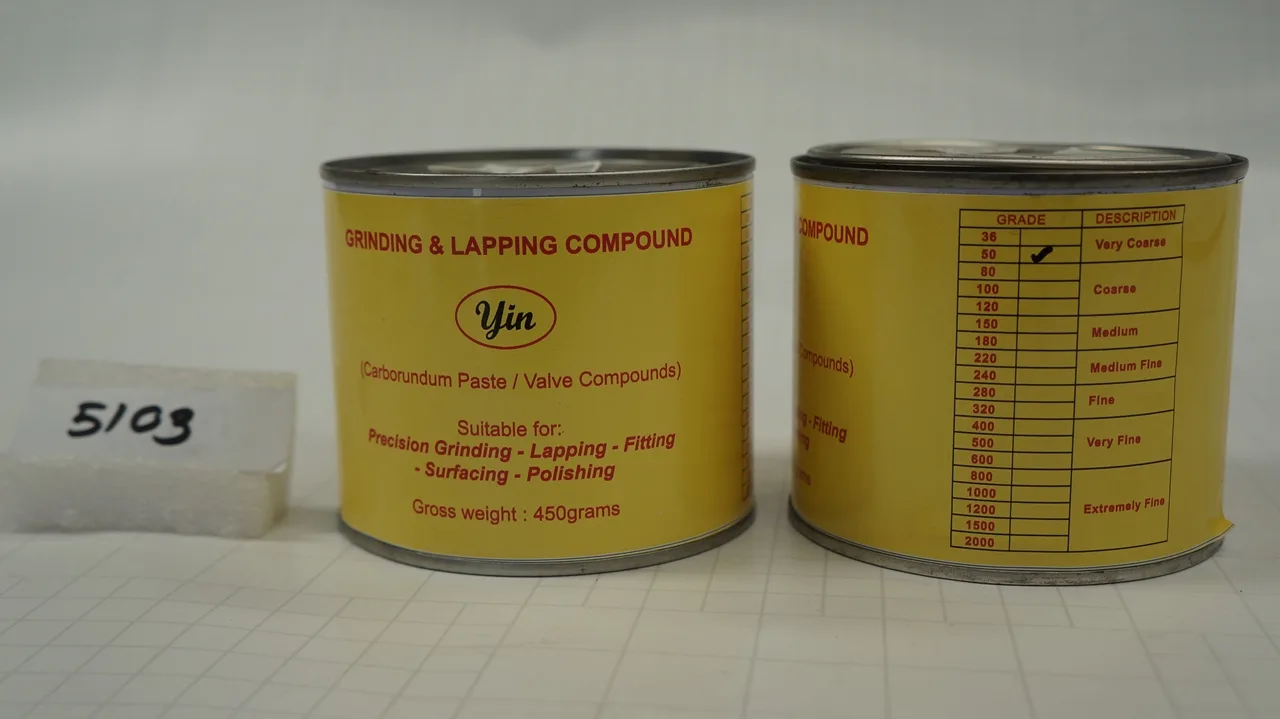 5103
GRINDING & LAPPING COMPOUND
Yin
(Carborundum Paste / Valve Compounds)
Suitable for:
Precision Grinding - Lapping - Fitting
- Surfacing - Polishing
Gross weight : 450grams
COMPOUND
Compounds)
- Fitting
GRADE DESCRIPTION
36 Very Coarse
50 ✓
80
100 Coarse
120
150 Medium
180
220 Medium Fine
240
280 Fine
320
400
500 Very Fine
600
800
1000
1200 Extremely Fine
1500
2000